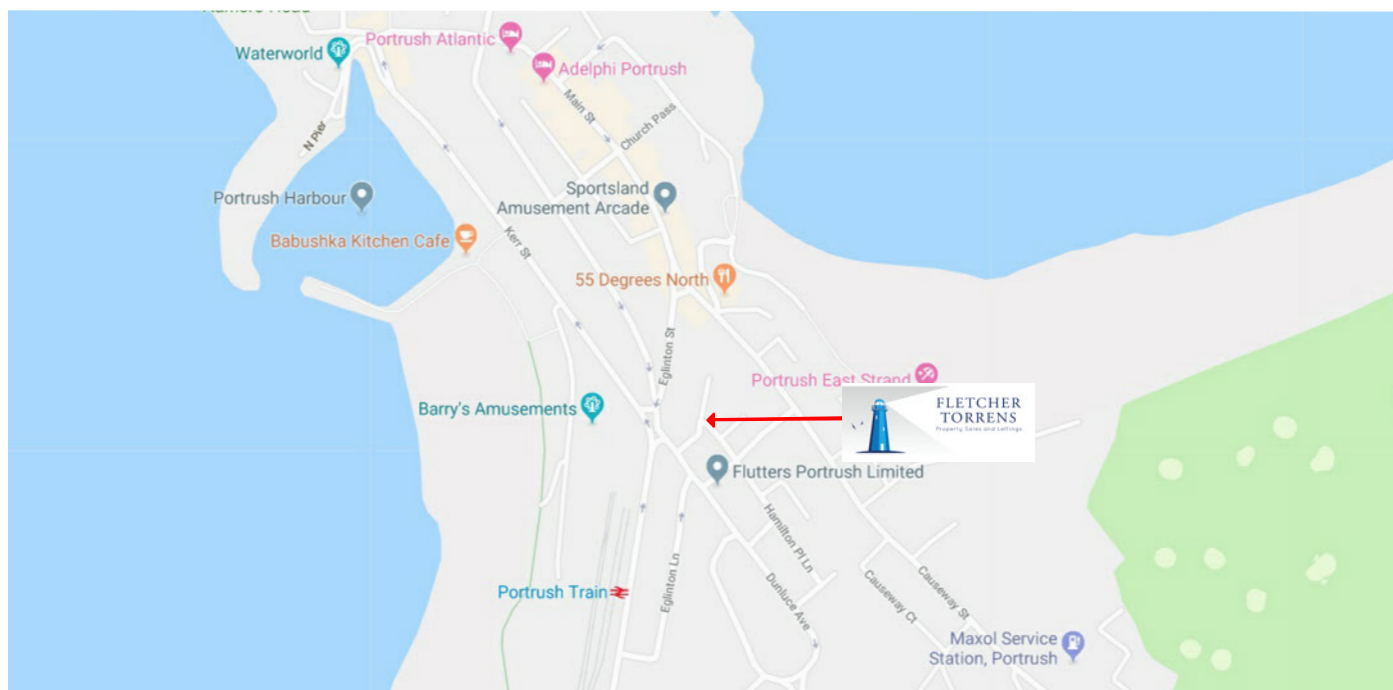 Waterworld
Portrush Atlantic
Adelphi Portrush
Main St
Church Pass
N Pier
Portrush Harbour
Sportsland
Amusement Arcade
Babushka Kitchen Cafe
Kerr St
55 Degrees North
Eglinton St
Portrush East Strand
Barry's Amusements
FLETCHER
TORRENS
Property Sales and Lettings
Flutters Portrush Limited
Hamilton Pl Ln
Portrush Train
Eglinton Ln
Dunluce Ave
Causeway Ct
Causeway St
Maxol Service
Station, Portrush